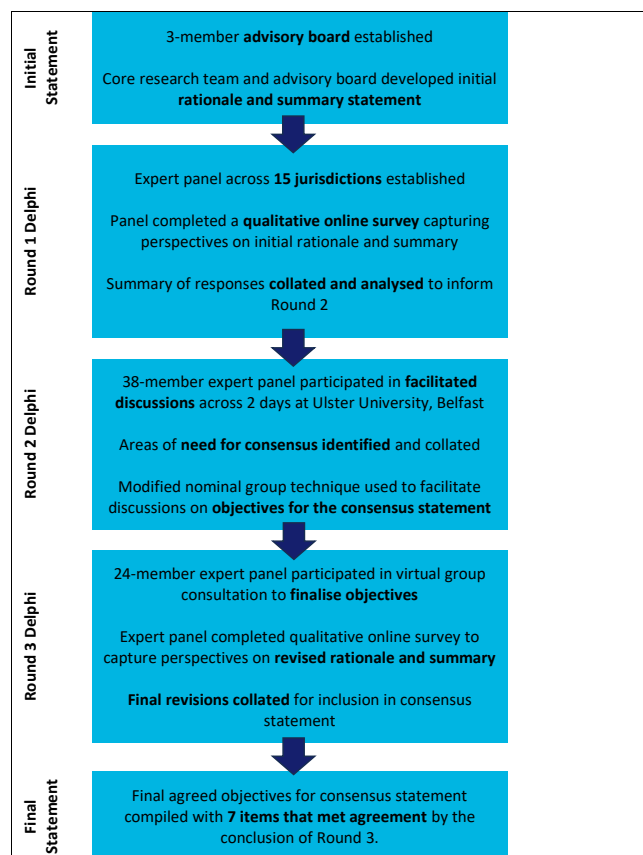 Initial
Statement
3-member advisory board established
Core research team and advisory board developed initial
rationale and summary statement
Round 1 Delphi
Expert panel across 15 jurisdictions established
Panel completed a qualitative online survey capturing
perspectives on initial rationale and summary
Summary of responses collated and analysed to inform
Round 2
Round 2 Delphi
38-member expert panel participated in facilitated
discussions across 2 days at Ulster University, Belfast
Areas of need for consensus identified and collated
Modified nominal group technique used to facilitate
discussions on objectives for the consensus statement
Round 3 Delphi
24-member expert panel participated in virtual group
consultation to finalise objectives
Expert panel completed qualitative online survey to
capture perspectives on revised rationale and summary
Final revisions collated for inclusion in consensus
statement
Final
Statement
Final agreed objectives for consensus statement
compiled with 7 items that met agreement by the
conclusion of Round 3.